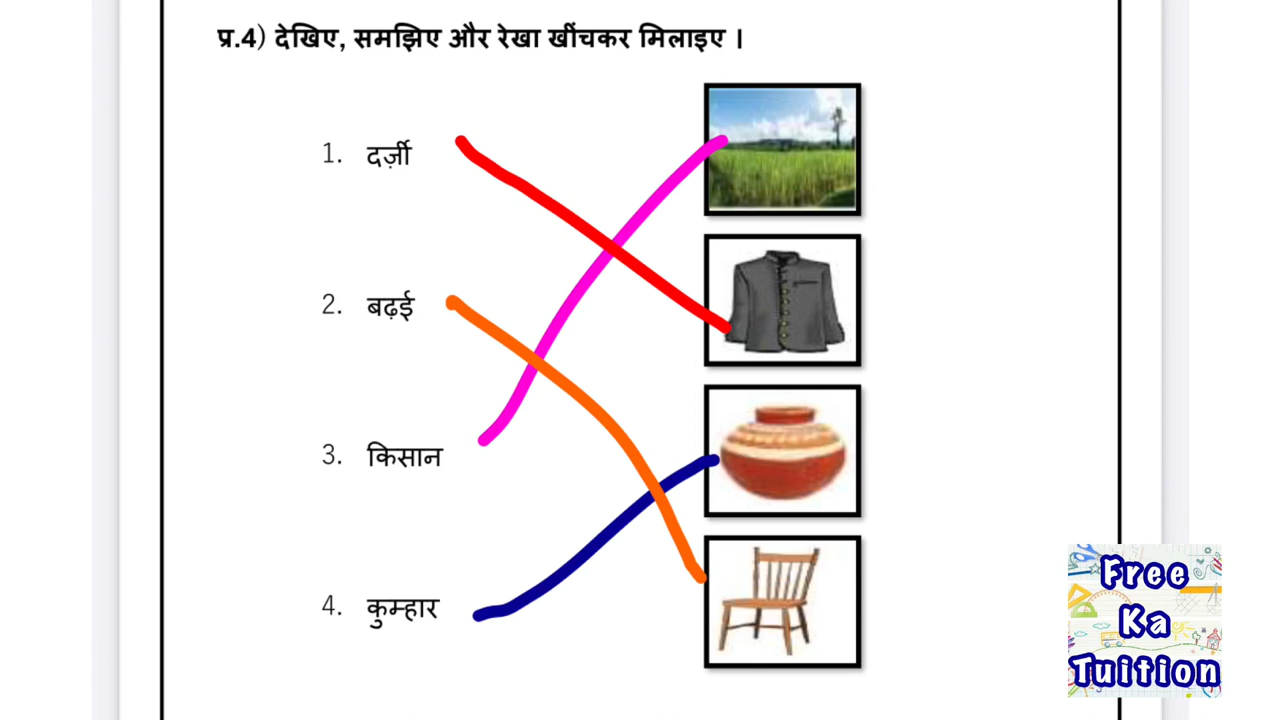 प्र.4) देखिए, समझिए और रेखा खींचकर मिलाइए ।
1. दर्ज़ी
2. बढ़ई
3. किसान
4. कुम्हार
Free
Ka
Tuition